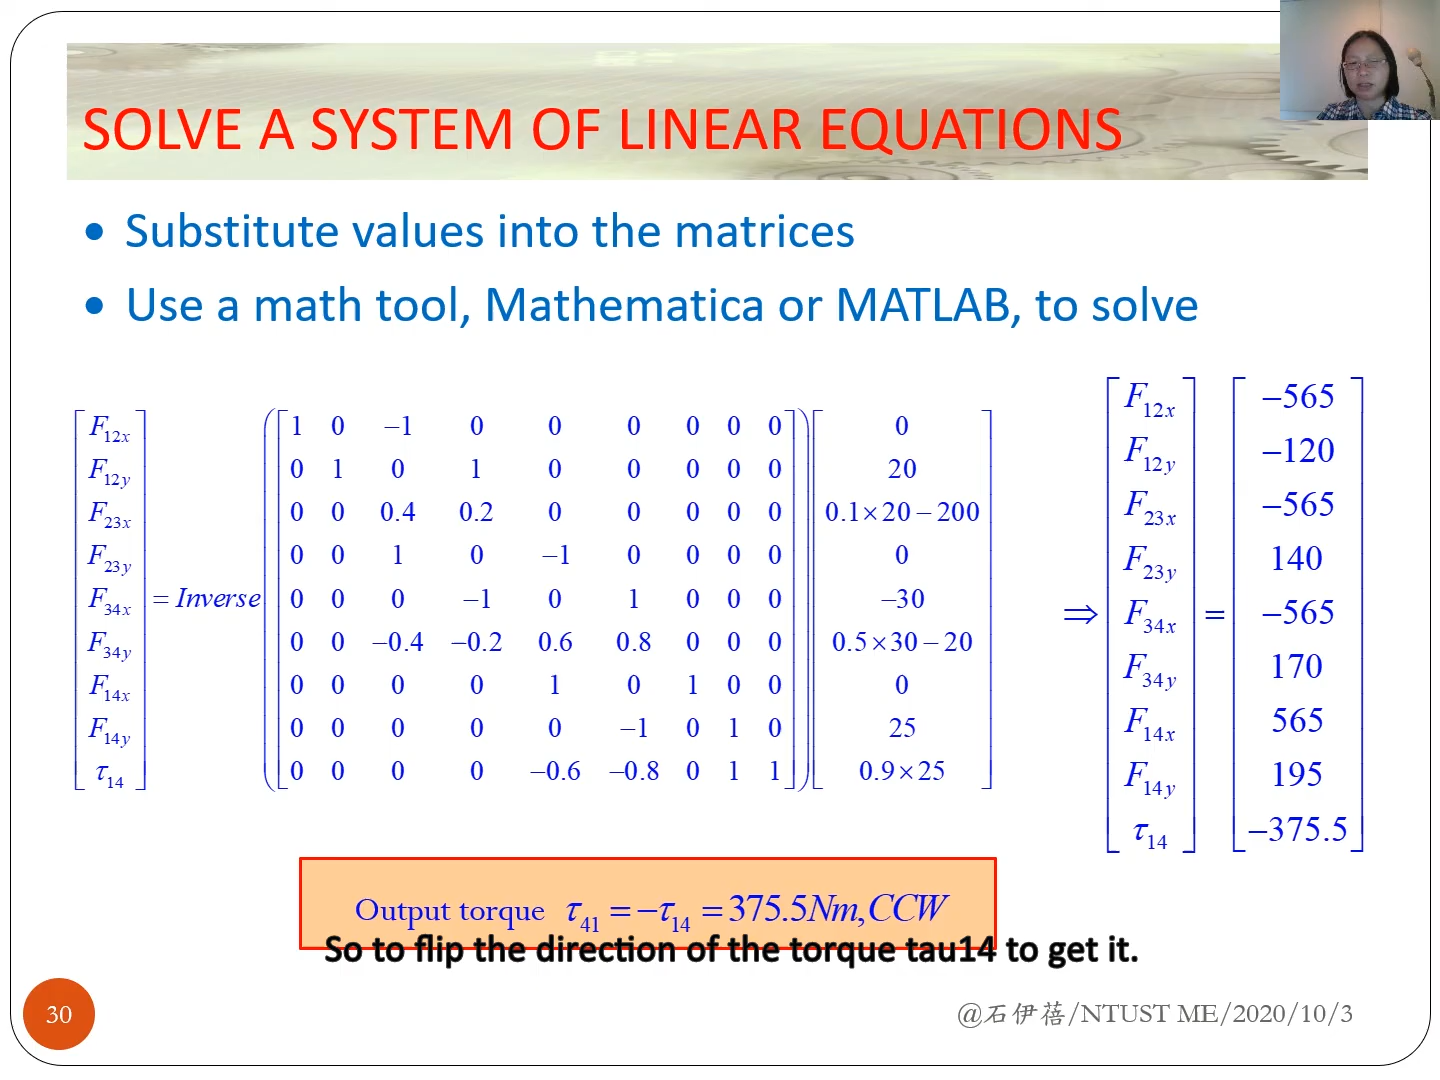 SOLVE A SYSTEM OF LINEAR EQUATIONS
• Substitute values into the matrices
• Use a math tool, Mathematica or MATLAB, to solve
[F12x F12y F23x F23y F34x F34y F14x F14y τ14] = Inverse
1 0 −1 0 0 0 0 0 0
0 1 0 1 0 0 0 0 0
0 0 0.4 0.2 0 0 0 0 0
0 0 1 0 −1 0 0 0 0
0 0 0 −1 0 1 0 0 0
0 0 −0.4 −0.2 0.6 0.8 0 0 0
0 0 0 0 1 0 1 0 0
0 0 0 0 0 −1 0 1 0
0 0 0 0 −0.6 −0.8 0 1 1
0
20
0.1×20−200
0
−30
0.5×30−20
0
25
0.9×25
⇒
F12x = −565
F12y −120
F23x −565
F23y 140
F34x −565
F34y 170
F14x 565
F14y 195
τ14 −375.5
Output torque τ41 = −τ14 = 375.5Nm, CCW
So to flip the direction of the torque tau14 to get it.
30
@石伊蓓/NTUST ME/2020/10/3